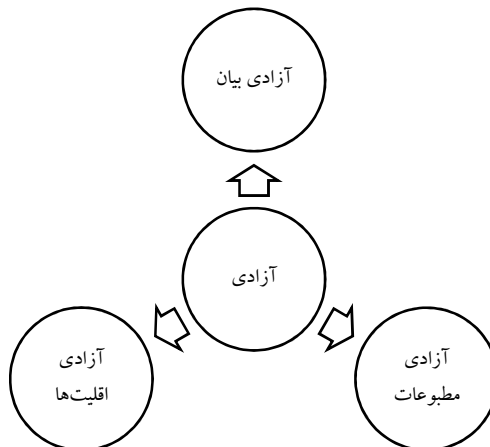 آزادی بیان
آزادی
آزادی
مطبوعات
آزادی
اقلیت‌ها